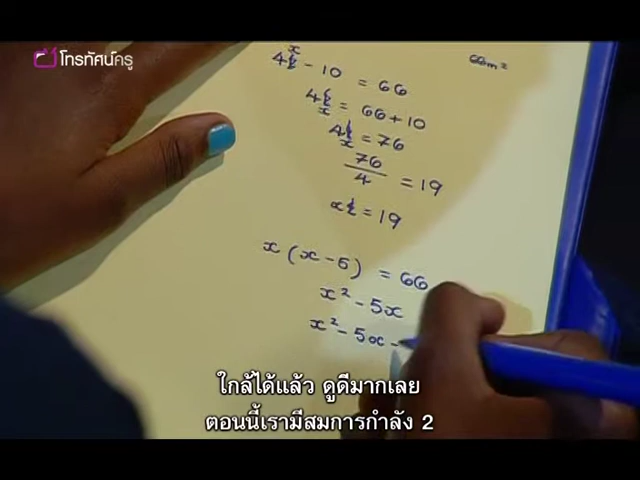 โทรทัศน์ครู
66m²
x
4 - 10 = 66
4x = 66+10
4x = 76
76
4
= 19
x = 19
x (x - 5) = 66
x² - 5x
x² - 5x -
ใกล้ได้แล้ว ดูดีมากเลย
ตอนนี้เรามีสมการกำลัง 2